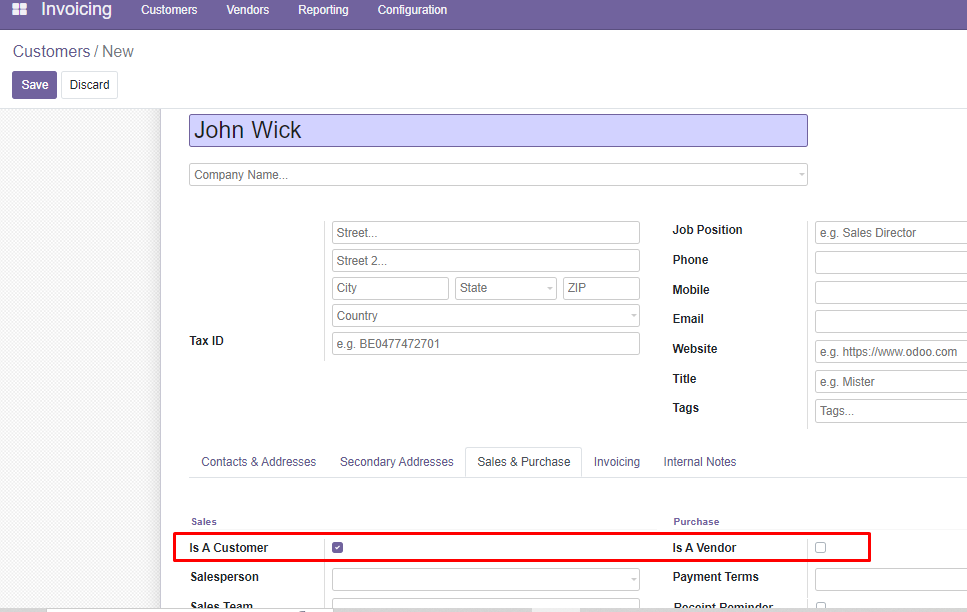 Invoicing Customers Vendors Reporting Configuration
Customers / New
Save Discard
John Wick
Company Name...
Street...
Street 2...
City State ZIP
Country
Tax ID e.g. BE0477472701
Job Position e.g. Sales Director
Phone
Mobile
Email
Website e.g. https://www.odoo.com
Title e.g. Mister
Tags Tags...
Contacts & Addresses Secondary Addresses Sales & Purchase Invoicing Internal Notes
Sales Purchase
Is A Customer Is A Vendor
Salesperson Payment Terms
Sales Team Receipt Reminder